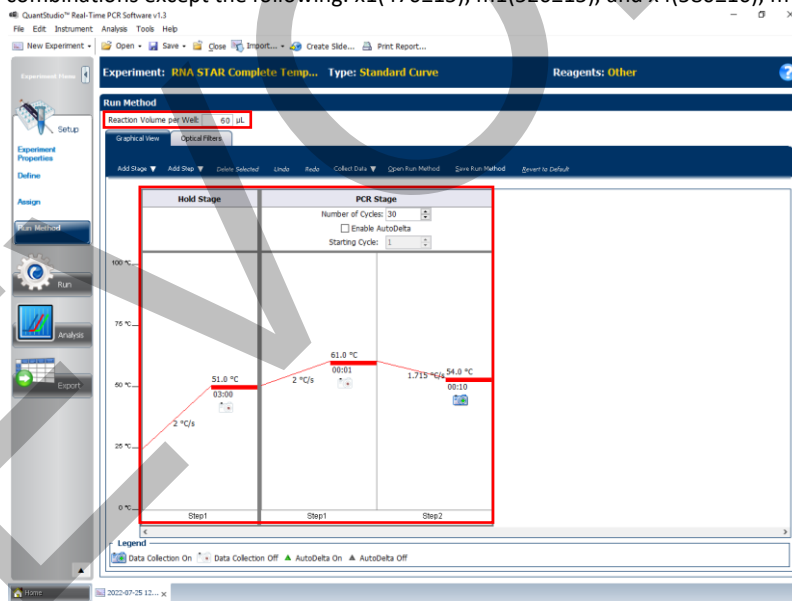 combinations except the following: x1(470215), m1(520215), and x4(580210), m
QuantStudio™ Real-Time PCR Software v1.3
File Edit Instrument Analysis Tools Help
New Experiment Open Save Close Import... Create Slide... Print Report...
Experiment Menu
Experiment: RNA STAR Complete Temp... Type: Standard Curve Reagents: Other
Run Method
Reaction Volume per Well: 60 µL
Setup
Graphical View Optical Filters
Experiment Properties
Add Stage Add Step Delete Selected Undo Redo Collect Data Open Run Method Save Run Method Revert to Default
Define
Assign
Hold Stage PCR Stage
Number of Cycles: 30
Run Method
Enable AutoDelta
Starting Cycle: 1
100 °C
Run
75 °C
Analysis
61.0 °C
00:01
51.0 °C 2 °C/s 1.715 °C/s 54.0 °C
50 °C
Export
03:00 00:10
2 °C/s
25 °C
0 °C
Step1 Step1 Step2
Legend
Data Collection On Data Collection Off AutoDelta On AutoDelta Off
Home 2022-07-25 12... x